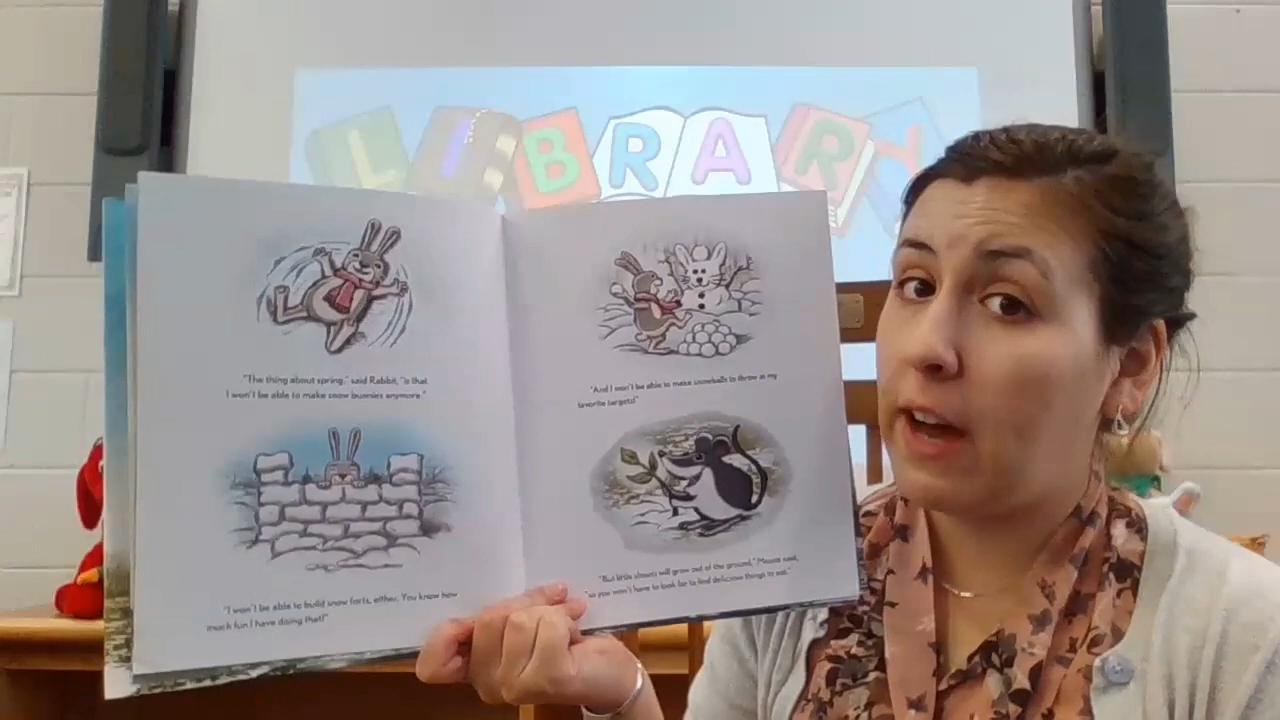 LIBRARY
"The thing about spring," said Rabbit, "is that
I won't be able to make snow bunnies anymore."
"I won't be able to build snow forts, either. You know how
much fun I have doing that!"
"And I won't be able to make snowballs to throw at my
favorite targets!"
"But little shoots will grow out of the ground," Mouse said,
"so you won't have to look far to find delicious things to eat."